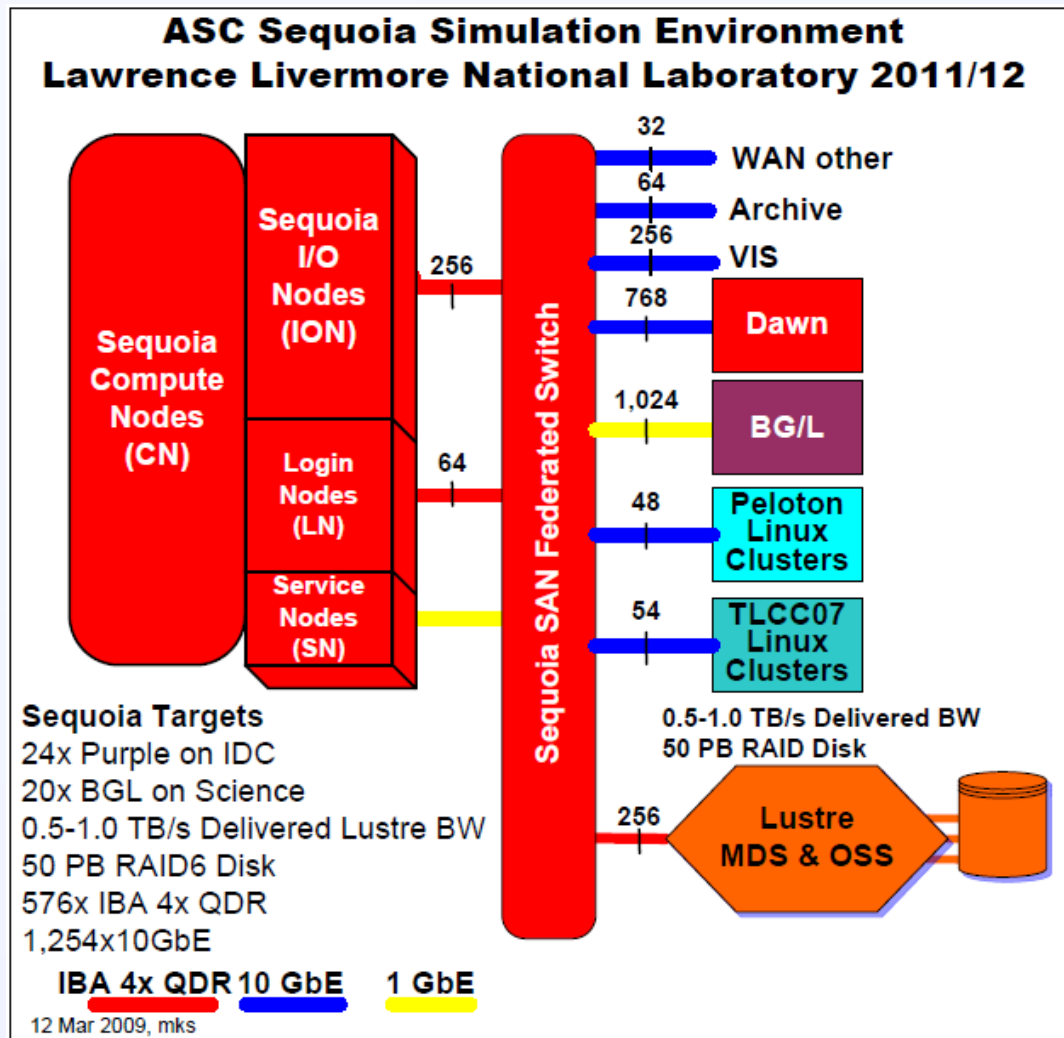 ASC Sequoia Simulation Environment
Lawrence Livermore National Laboratory 2011/12
Sequoia
Compute
Nodes
(CN)
Sequoia
I/O
Nodes
(ION)
Login
Nodes
(LN)
Service
Nodes
(SN)
256
64
Sequoia SAN Federated Switch
32
WAN other
64
Archive
256
VIS
768
Dawn
1,024
BG/L
48
Peloton
Linux
Clusters
54
TLCC07
Linux
Clusters
0.5-1.0 TB/s Delivered BW
50 PB RAID Disk
256
Lustre
MDS & OSS
Sequoia Targets
24x Purple on IDC
20x BGL on Science
0.5-1.0 TB/s Delivered Lustre BW
50 PB RAID6 Disk
576x IBA 4x QDR
1,254x10GbE
IBA 4x QDR 10 GbE 1 GbE
12 Mar 2009, mks